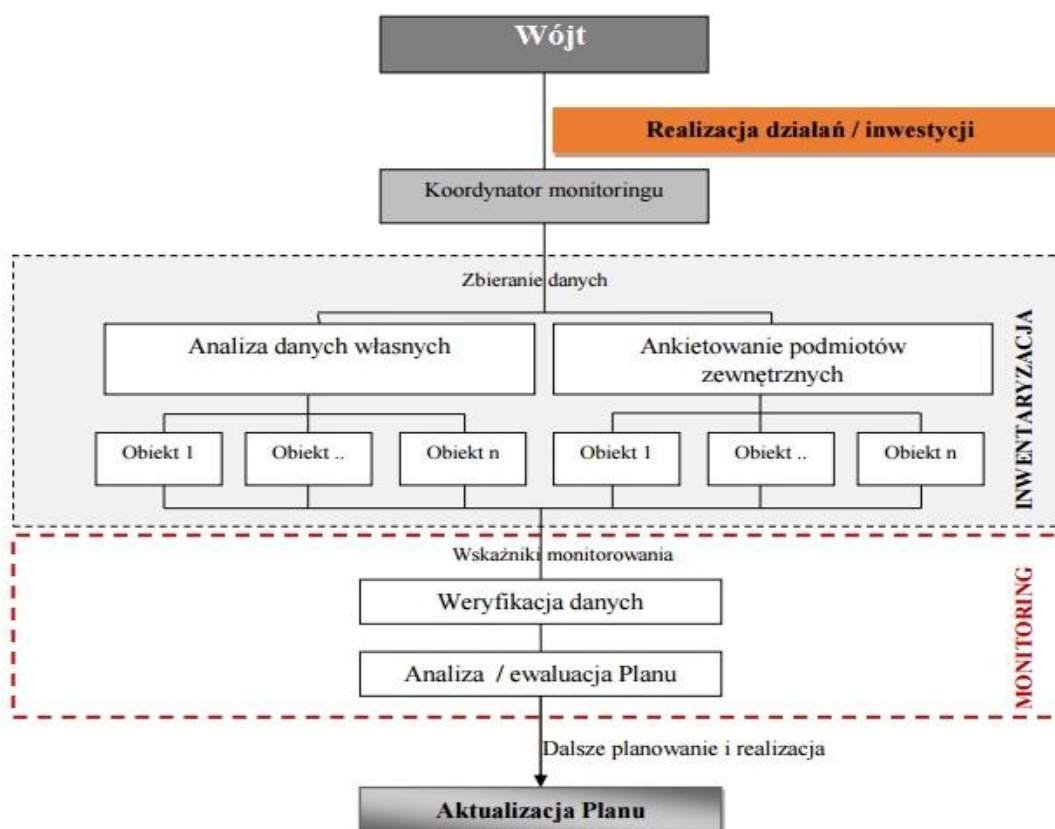 Wójt
Realizacja działań / inwestycji
Koordynator monitoringu
Zbieranie danych
Analiza danych własnych
Ankietowanie podmiotów
zewnętrznych
Obiekt 1
Obiekt ..
Obiekt n
Obiekt 1
Obiekt ..
Obiekt n
INWENTARYZACJA
Wskaźniki monitorowania
Weryfikacja danych
Analiza / ewaluacja Planu
MONITORING
Dalsze planowanie i realizacja
Aktualizacja Planu